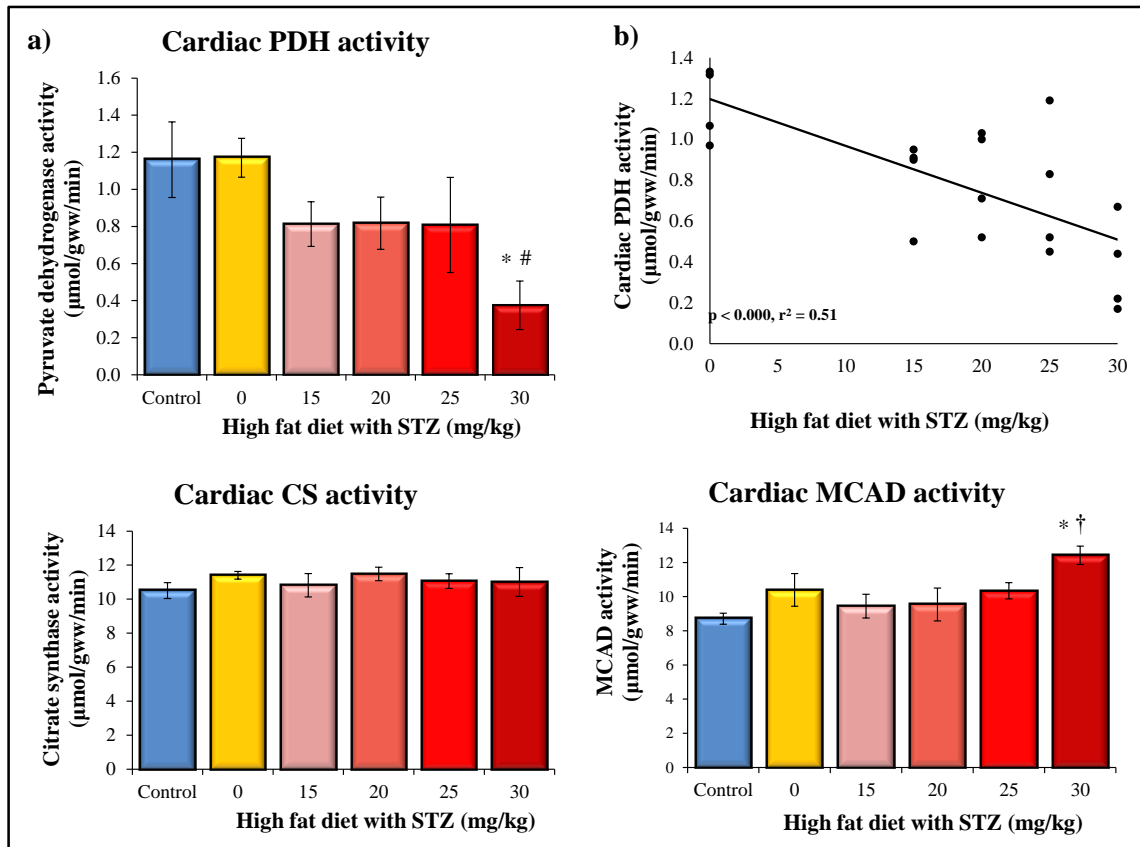 a)
Cardiac PDH activity
Pyruvate dehydrogenase activity
(µmol/gww/min)
1.6
1.4
1.2
1.0
0.8
0.6
0.4
0.2
0.0
* #
Control 0 15 20 25 30
High fat diet with STZ (mg/kg)
b)
Cardiac PDH activity
(µmol/gww/min)
1.4
1.2
1.0
0.8
0.6
0.4
0.2
0.0
p < 0.000, r² = 0.51
0 5 10 15 20 25 30
High fat diet with STZ (mg/kg)
Cardiac CS activity
Citrate synthase activity
(µmol/gww/min)
14
12
10
8
6
4
2
0
Control 0 15 20 25 30
High fat diet with STZ (mg/kg)
Cardiac MCAD activity
MCAD activity
(µmol/gww/min)
14
12
10
8
6
4
2
0
* †
Control 0 15 20 25 30
High fat diet with STZ (mg/kg)